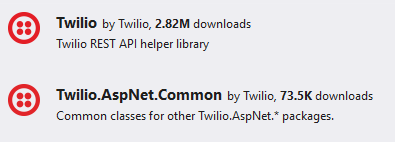 Twilio by Twilio, 2.82M downloads
Twilio REST API helper library
Twilio.AspNet.Common by Twilio, 73.5K downloads
Common classes for other Twilio.AspNet.* packages.